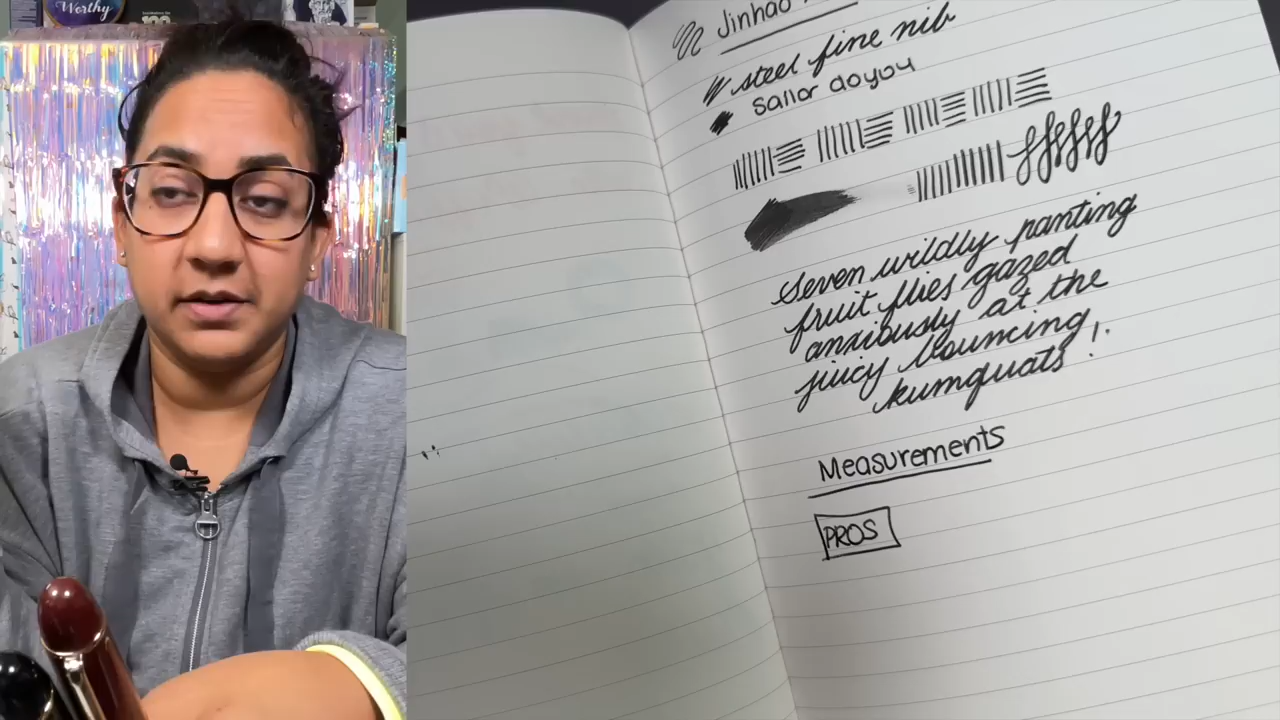 Worthy
Jinhao
steel fine nib
Sailor doyou
Seven wildly panting
fruit flies gazed
anxiously at the
juicy bouncing,
kumquats!
Measurements
PROS